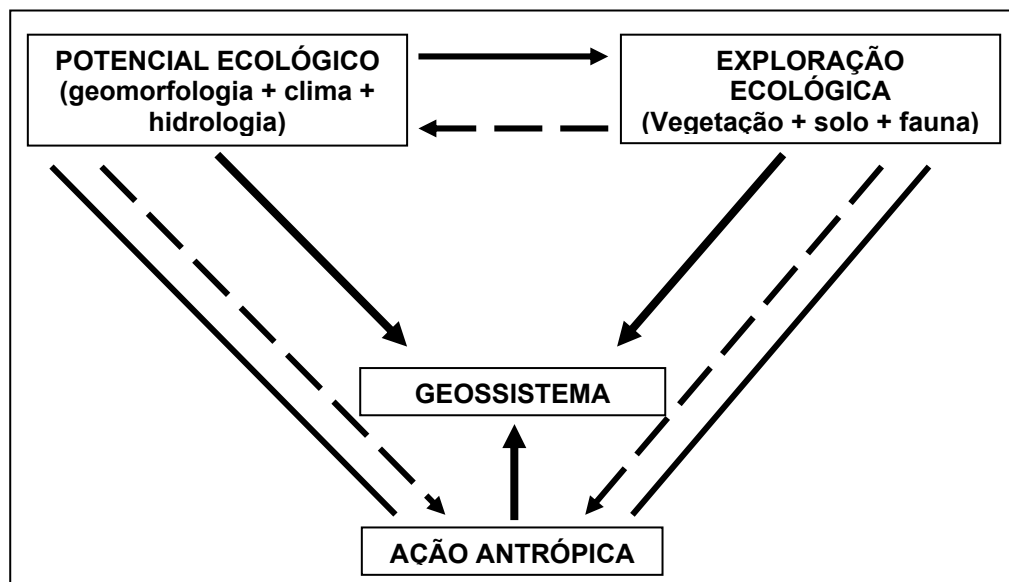 POTENCIAL ECOLÓGICO
(geomorfologia + clima +
hidrologia)
EXPLORAÇÃO
ECOLÓGICA
(Vegetação + solo + fauna)
GEOSSISTEMA
AÇÃO ANTRÓPICA